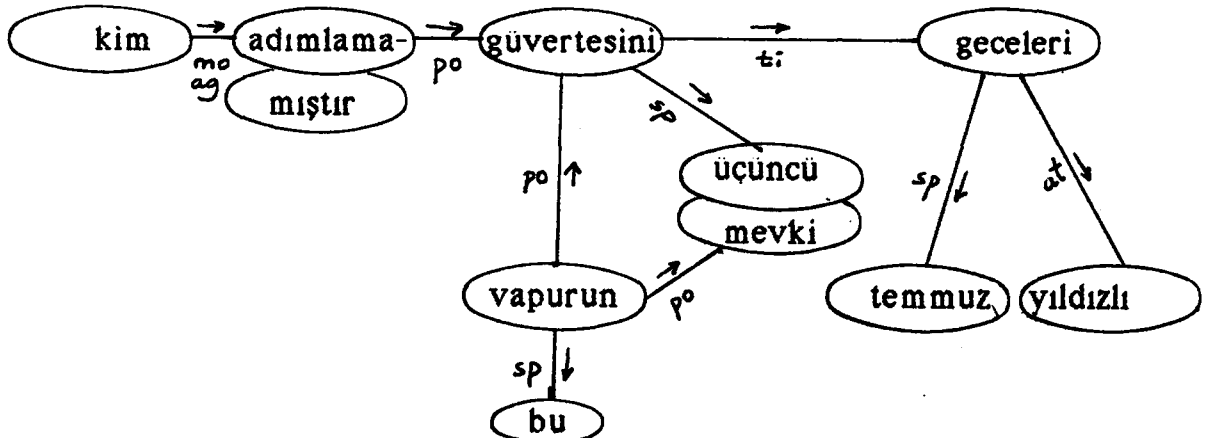 kim adımlama- güvertesini geceleri
mo ag po ti
mıştır
sp
po üçüncü sp at
mevki
vapurun po temmuz yıldızlı
sp
bu